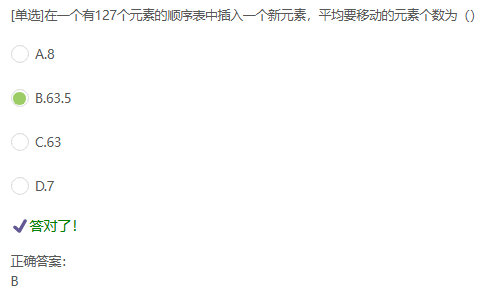 [单选]在一个有127个元素的顺序表中插入一个新元素，平均要移动的元素个数为（）
A.8
B.63.5
C.63
D.7
答对了！
正确答案：
B